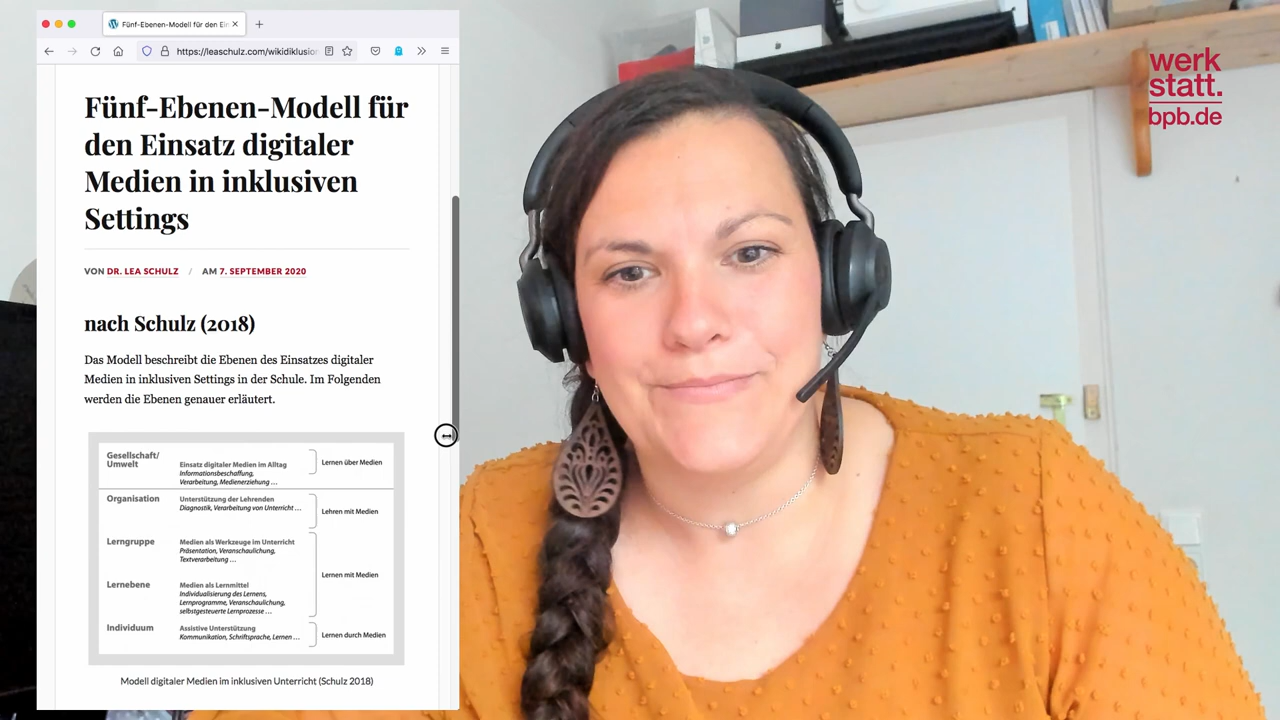 Fünf-Ebenen-Modell für den Ein
https://leaschulz.com/wikidiklusion
Fünf-Ebenen-Modell für
den Einsatz digitaler
Medien in inklusiven
Settings
VON DR. LEA SCHULZ / AM 7. SEPTEMBER 2020
nach Schulz (2018)
Das Modell beschreibt die Ebenen des Einsatzes digitaler
Medien in inklusiven Settings in der Schule. Im Folgenden
werden die Ebenen genauer erläutert.
Gesellschaft/
Umwelt
Einsatz digitaler Medien im Alltag
Informationsbeschaffung,
Verarbeitung, Medienerziehung ...
Lernen über Medien
Organisation
Unterstützung der Lehrenden
Diagnostik, Verarbeitung von Unterricht ...
Lehren mit Medien
Lerngruppe
Medien als Werkzeuge im Unterricht
Präsentation, Veranschaulichung,
Textverarbeitung ...
Lernen mit Medien
Lernebene
Medien als Lernmittel
Individualisierung des Lernens,
Lernprogramme, Veranschaulichung,
selbstgesteuerte Lernprozesse ...
Individuum
Assistive Unterstützung
Kommunikation, Schriftsprache, Lernen ...
Lernen durch Medien
Modell digitaler Medien im inklusiven Unterricht (Schulz 2018)
werk
statt.
bpb.de